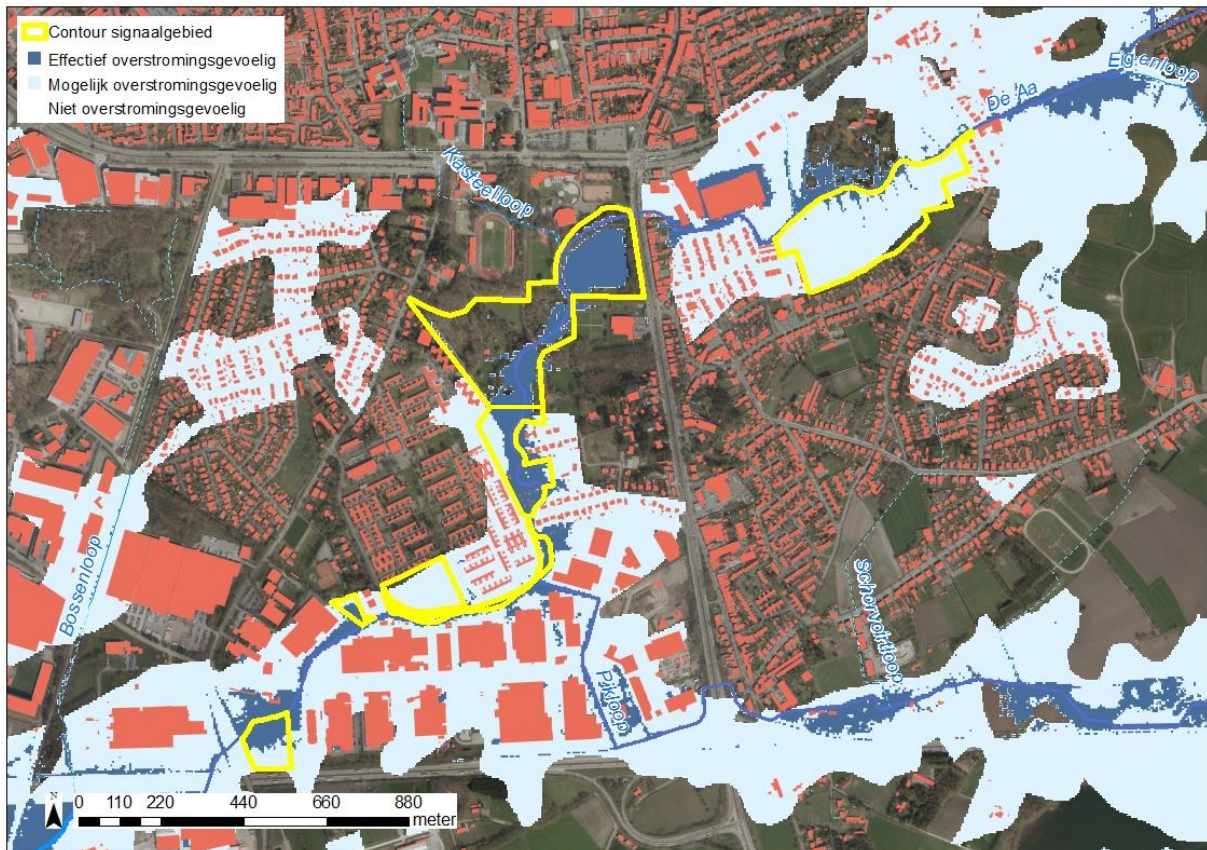 Contour signaalgebied
Effectief overstromingsgevoelig
Mogelijk overstromingsgevoelig
Niet overstromingsgevoelig
Eigenloop
De Aa
Kasteelloop
Bossenloop
Schorvoirtloop
Pikloop
N
0 110 220 440 660 880
meter